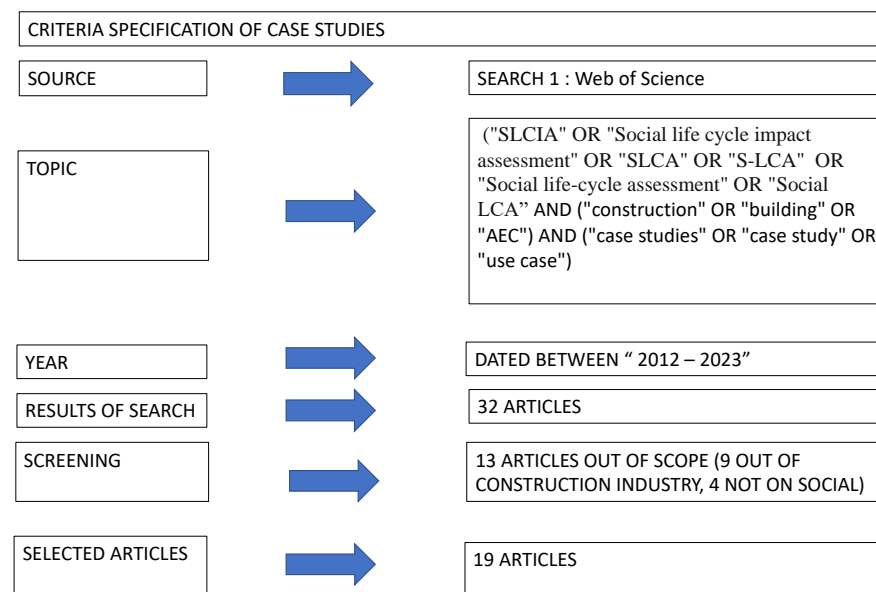 CRITERIA SPECIFICATION OF CASE STUDIES
SOURCE
SEARCH 1 : Web of Science
TOPIC
("SLCIA" OR "Social life cycle impact
assessment" OR "SLCA" OR "S-LCA" OR
"Social life-cycle assessment" OR "Social
LCA” AND ("construction" OR "building" OR
"AEC") AND ("case studies" OR "case study" OR
"use case")
YEAR
DATED BETWEEN “ 2012 – 2023”
RESULTS OF SEARCH
32 ARTICLES
SCREENING
13 ARTICLES OUT OF SCOPE (9 OUT OF
CONSTRUCTION INDUSTRY, 4 NOT ON SOCIAL)
SELECTED ARTICLES
19 ARTICLES